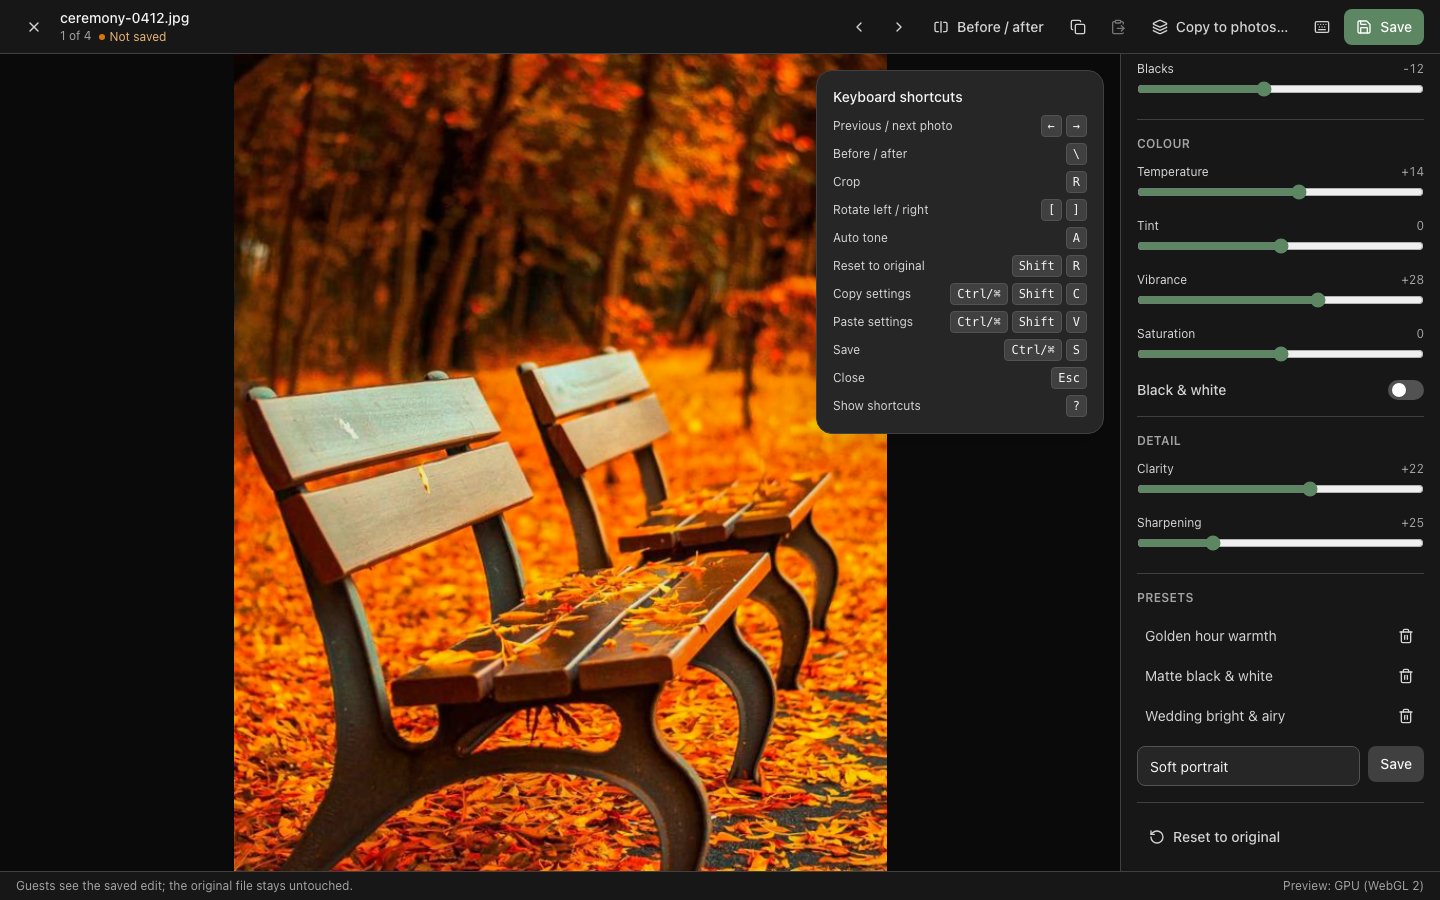 ceremony-0412.jpg
1 of 4 Not saved
Before / after
Copy to photos...
Save
Keyboard shortcuts
Previous / next photo ← →
Before / after \
Crop R
Rotate left / right [ ]
Auto tone A
Reset to original Shift R
Copy settings Ctrl/⌘ Shift C
Paste settings Ctrl/⌘ Shift V
Save Ctrl/⌘ S
Close Esc
Show shortcuts ?
Blacks -12
COLOUR
Temperature +14
Tint 0
Vibrance +28
Saturation 0
Black & white
DETAIL
Clarity +22
Sharpening +25
PRESETS
Golden hour warmth
Matte black & white
Wedding bright & airy
Soft portrait Save
Reset to original
Guests see the saved edit; the original file stays untouched.
Preview: GPU (WebGL 2)